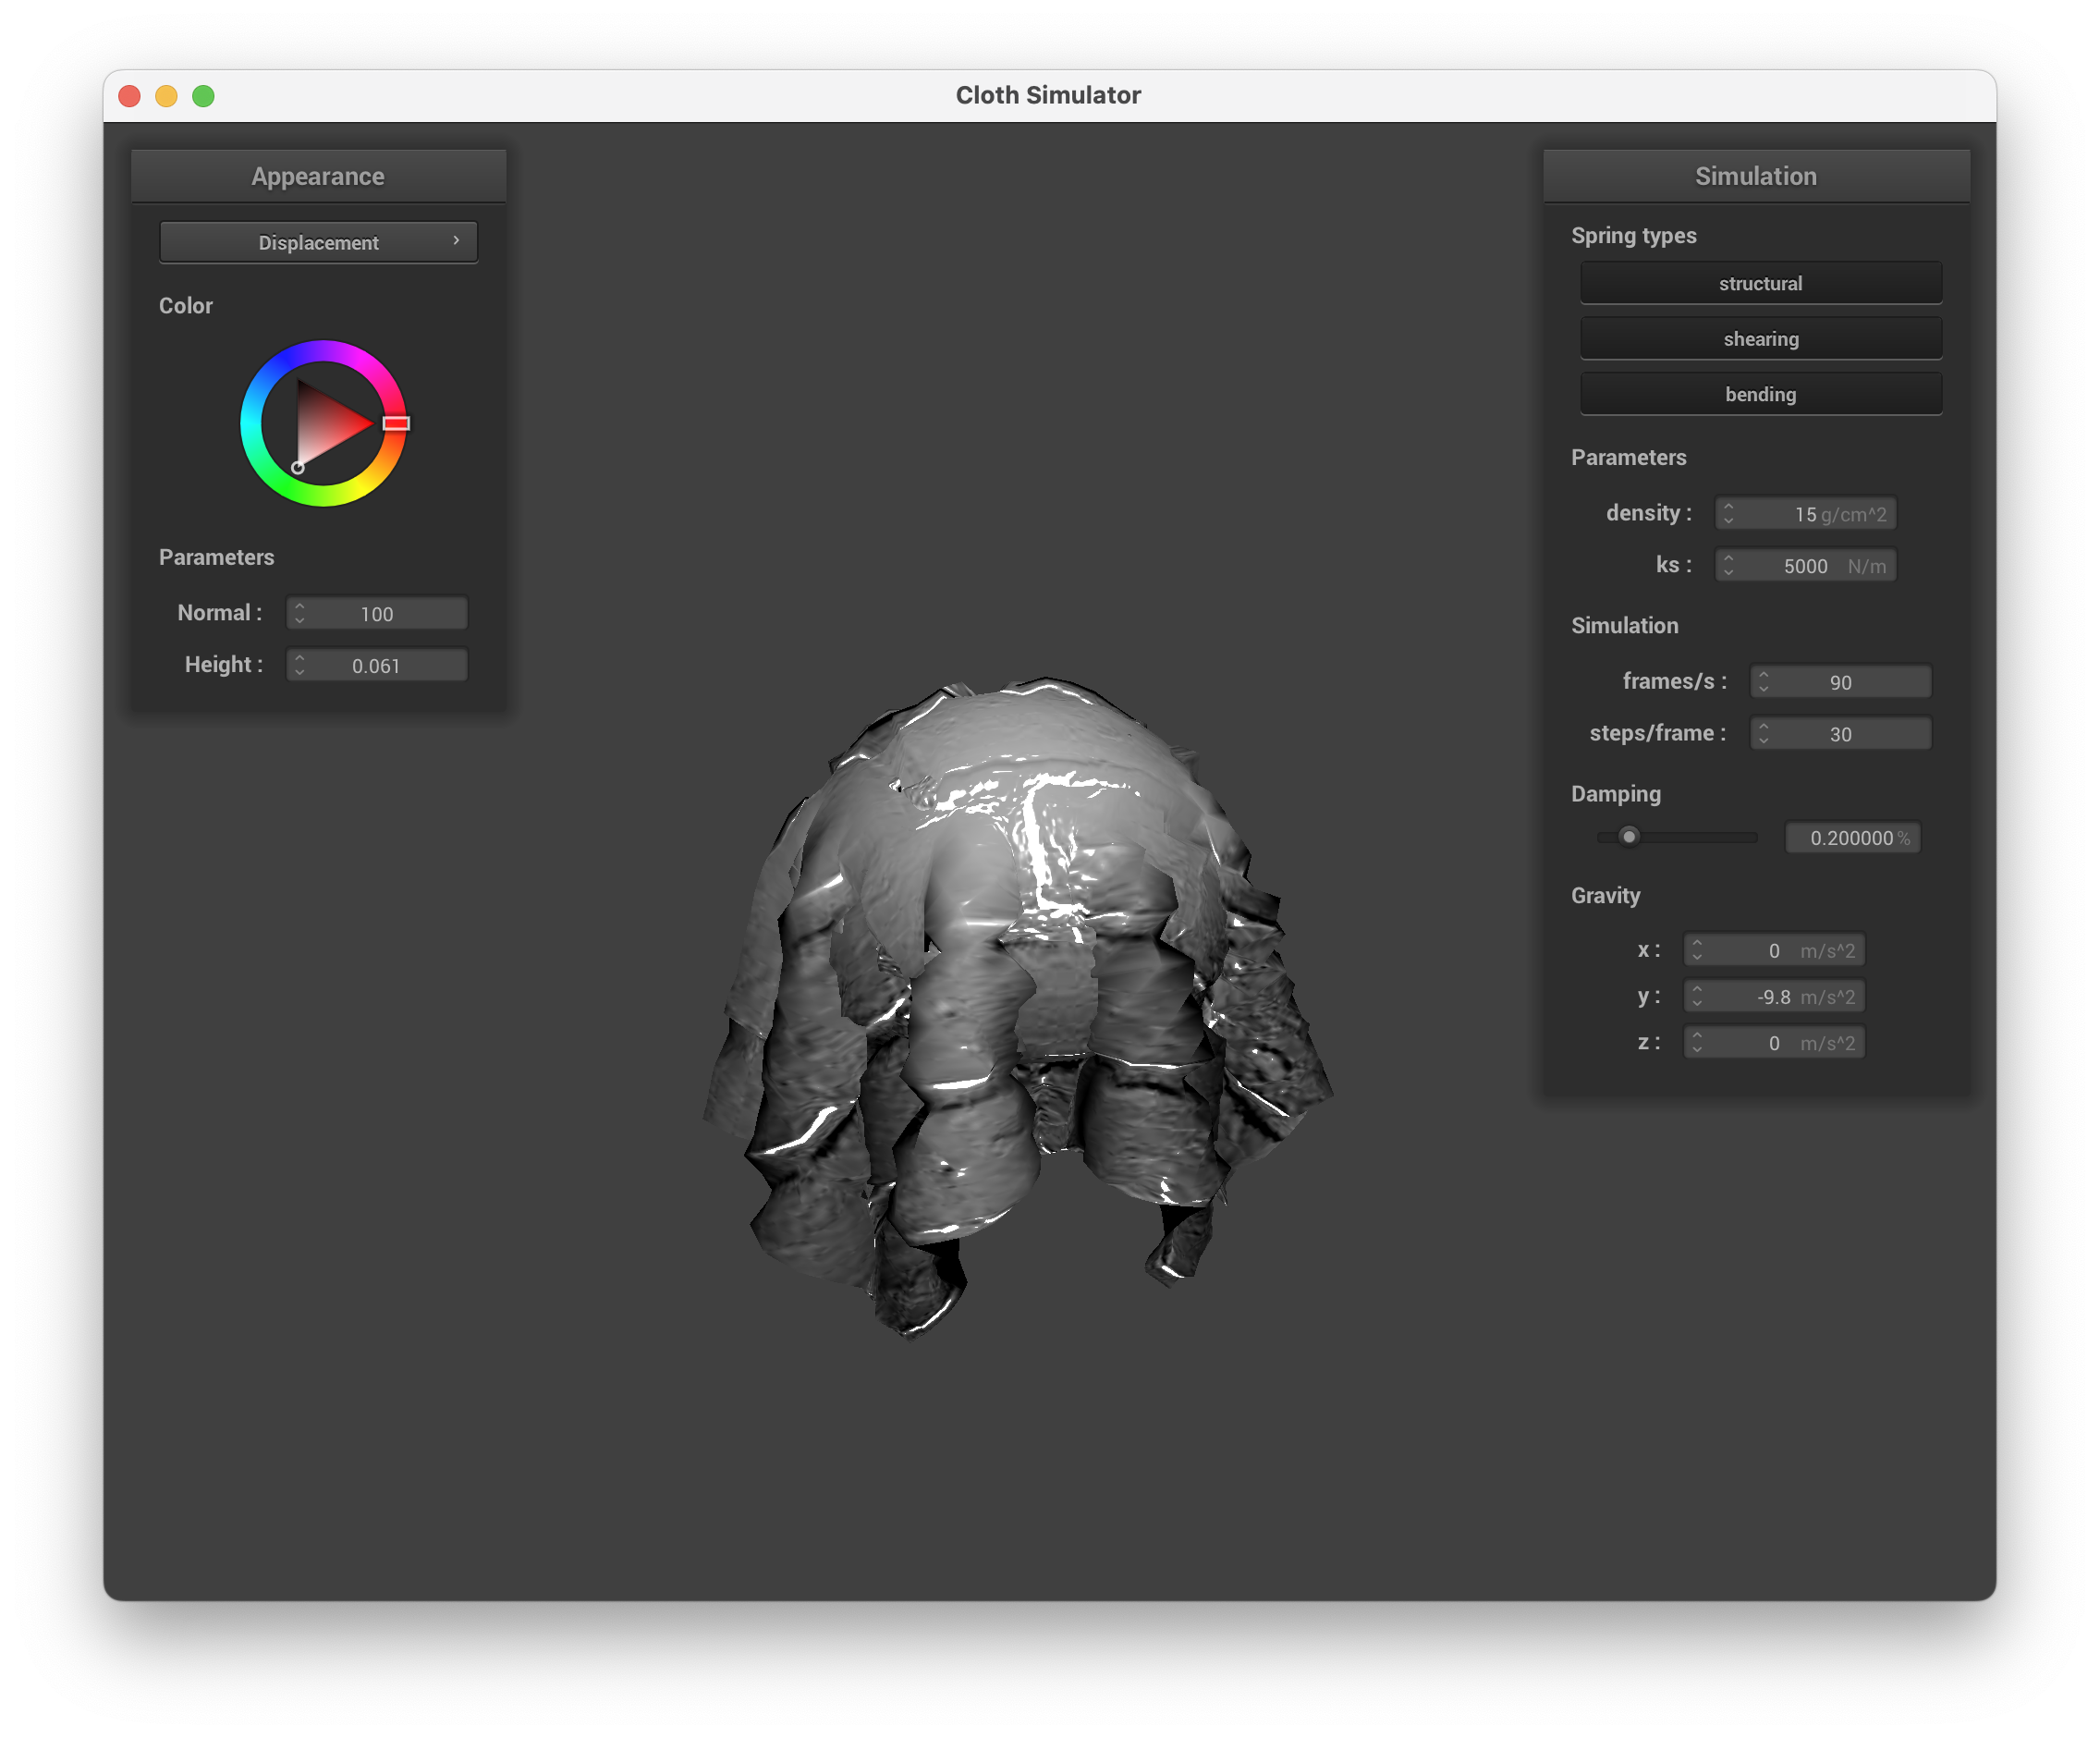 Cloth Simulator
Appearance
Displacement
Color
Parameters
Normal : 100
Height : 0.061
Simulation
Spring types
structural
shearing
bending
Parameters
density : 15 g/cm^2
ks : 5000 N/m
Simulation
frames/s : 90
steps/frame : 30
Damping
0.200000 %
Gravity
x : 0 m/s^2
y : -9.8 m/s^2
z : 0 m/s^2